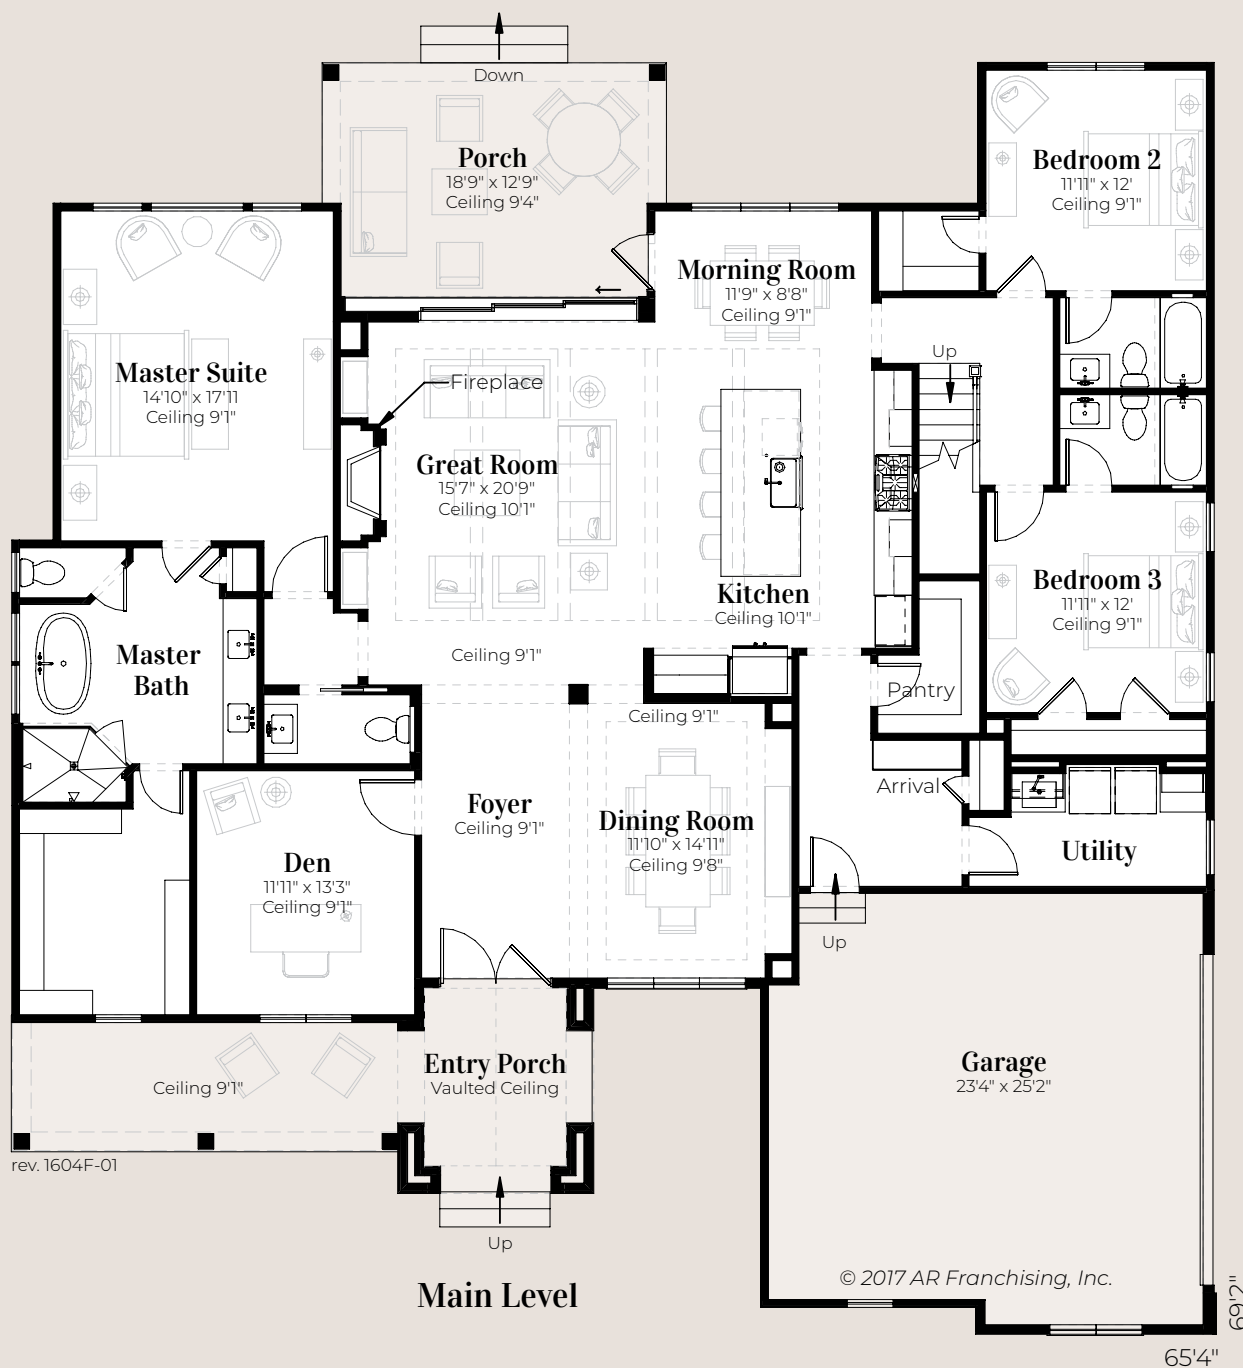 Down
Porch
18'9" x 12'9"
Ceiling 9'4"
Bedroom 2
11'11" x 12'
Ceiling 9'1"
Morning Room
11'9" x 8'8"
Ceiling 9'1"
Master Suite
14'10" x 17'11
Ceiling 9'1"
Fireplace
Up
Great Room
15'7" x 20'9"
Ceiling 10'1"
Kitchen
Ceiling 10'1"
Bedroom 3
11'11" x 12'
Ceiling 9'1"
Master
Bath
Ceiling 9'1"
Pantry
Ceiling 9'1"
Arrival
Foyer
Ceiling 9'1"
Dining Room
11'10" x 14'11"
Ceiling 9'8"
Utility
Den
11'11" x 13'3"
Ceiling 9'1"
Up
Entry Porch
Vaulted Ceiling
Ceiling 9'1"
Garage
23'4" x 25'2"
rev. 1604F-01
Up
Main Level
© 2017 AR Franchising, Inc.
69'2"
65'4"